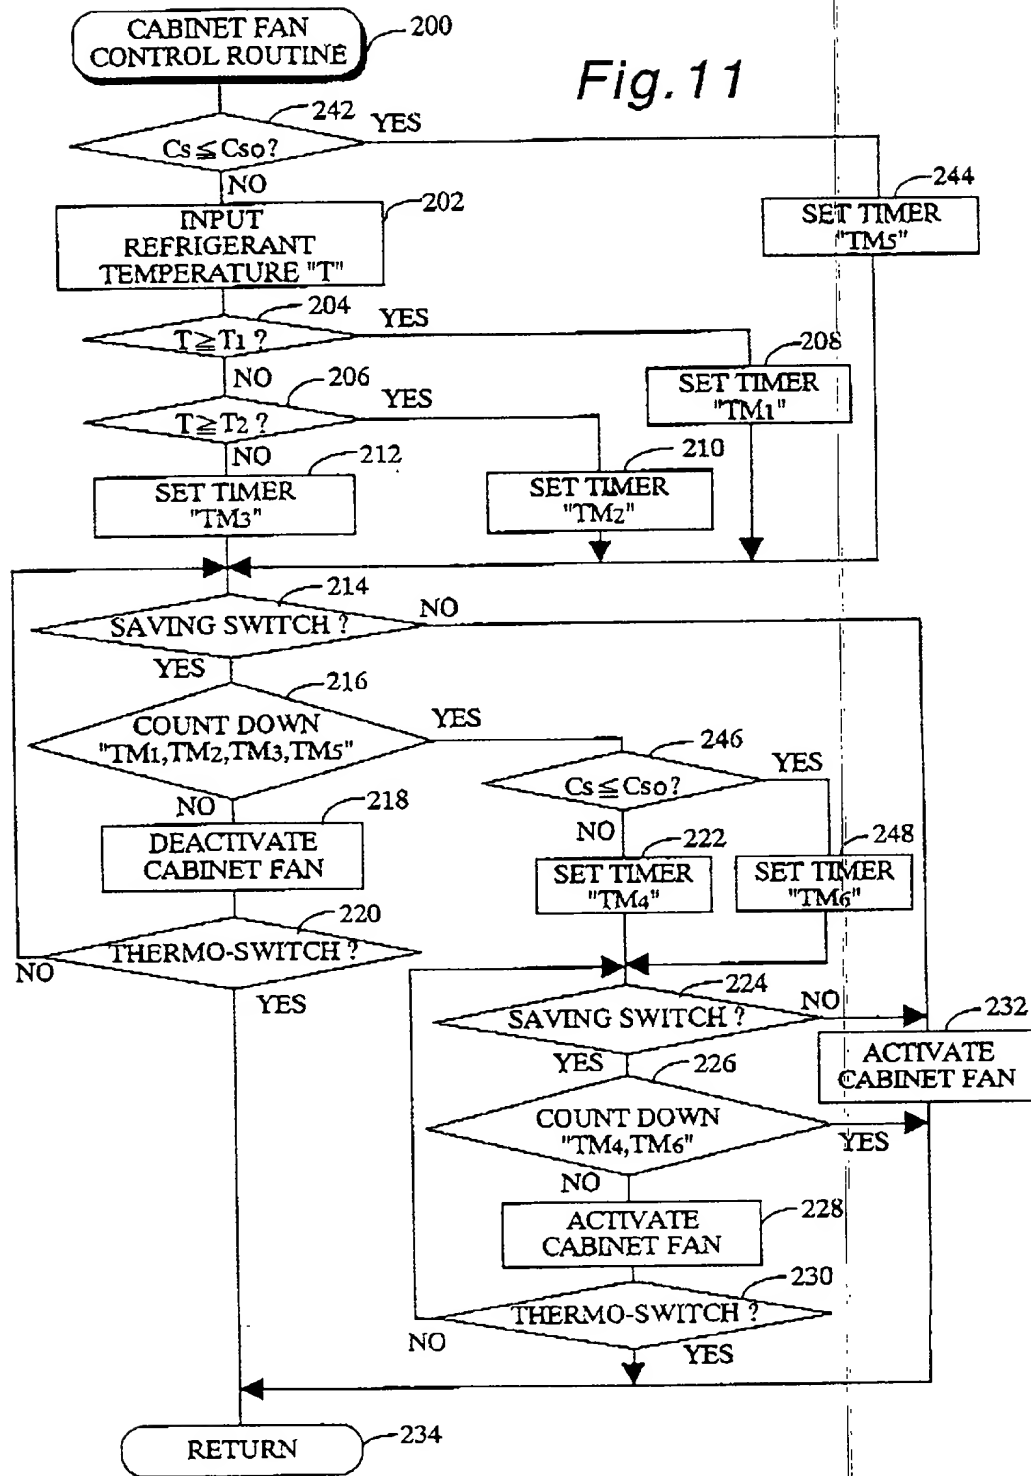 CABINET FAN
CONTROL ROUTINE
200
Fig.11
242
Cs≦Cso?
YES
NO
244
SET TIMER
"TM5"
202
INPUT
REFRIGERANT
TEMPERATURE "T"
204
T≧T1 ?
YES
NO
208
SET TIMER
"TM1"
206
T≧T2 ?
YES
NO
210
SET TIMER
"TM2"
212
SET TIMER
"TM3"
214
SAVING SWITCH ?
NO
YES
216
COUNT DOWN
"TM1,TM2,TM3,TM5"
YES
NO
246
Cs≦Cso?
YES
NO
218
DEACTIVATE
CABINET FAN
222
SET TIMER
"TM4"
248
SET TIMER
"TM6"
220
THERMO-SWITCH ?
NO
YES
224
SAVING SWITCH ?
NO
YES
232
ACTIVATE
CABINET FAN
226
COUNT DOWN
"TM4,TM6"
YES
NO
228
ACTIVATE
CABINET FAN
230
THERMO-SWITCH ?
NO
YES
RETURN
234